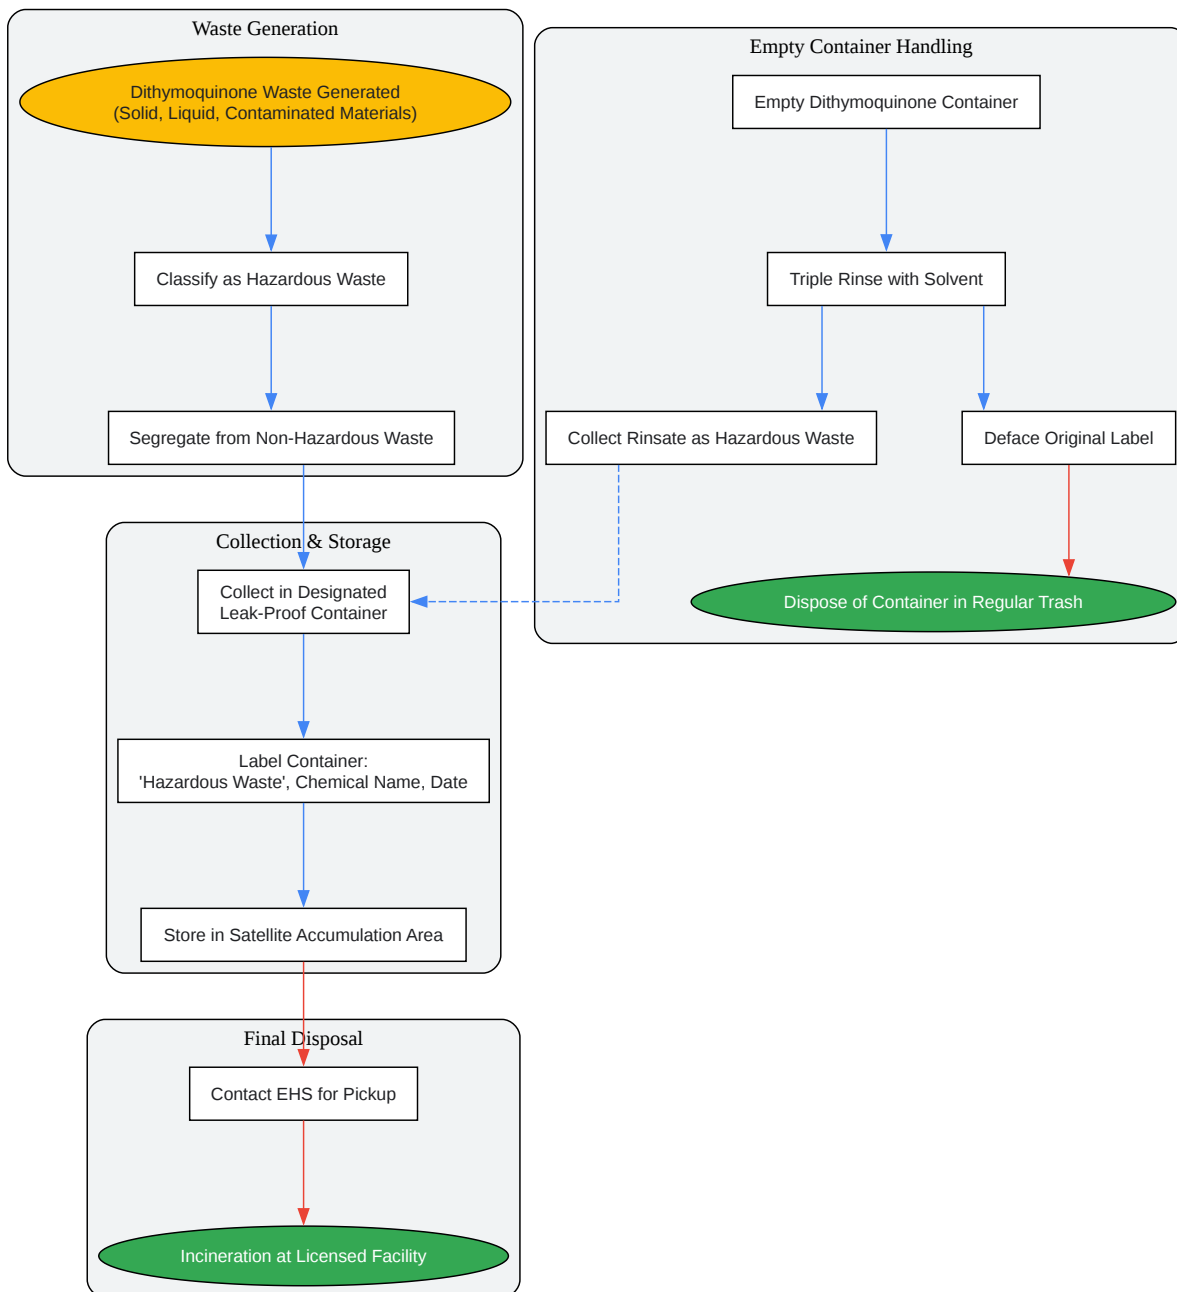 Waste Generation
Dithymoquinone Waste Generated
(Solid, Liquid, Contaminated Materials)
Classify as Hazardous Waste
Segregate from Non-Hazardous Waste
Empty Container Handling
Empty Dithymoquinone Container
Triple Rinse with Solvent
Collect Rinsate as Hazardous Waste
Deface Original Label
Dispose of Container in Regular Trash
Collection & Storage
Collect in Designated
Leak-Proof Container
Label Container:
'Hazardous Waste', Chemical Name, Date
Store in Satellite Accumulation Area
Final Disposal
Contact EHS for Pickup
Incineration at Licensed Facility